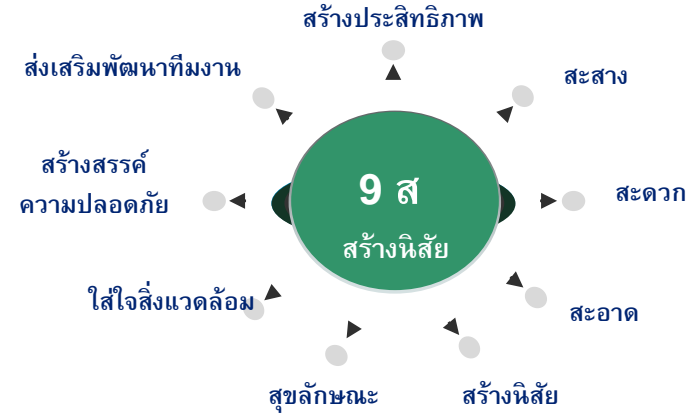 สร้างประสิทธิภาพ
ส่งเสริมพัฒนาทีมงาน
สะสาง
สร้างสรรค์
ความปลอดภัย
9 ส
สร้างนิสัย
สะดวก
ใส่ใจสิ่งแวดล้อม
สะอาด
สุขลักษณะ
สร้างนิสัย